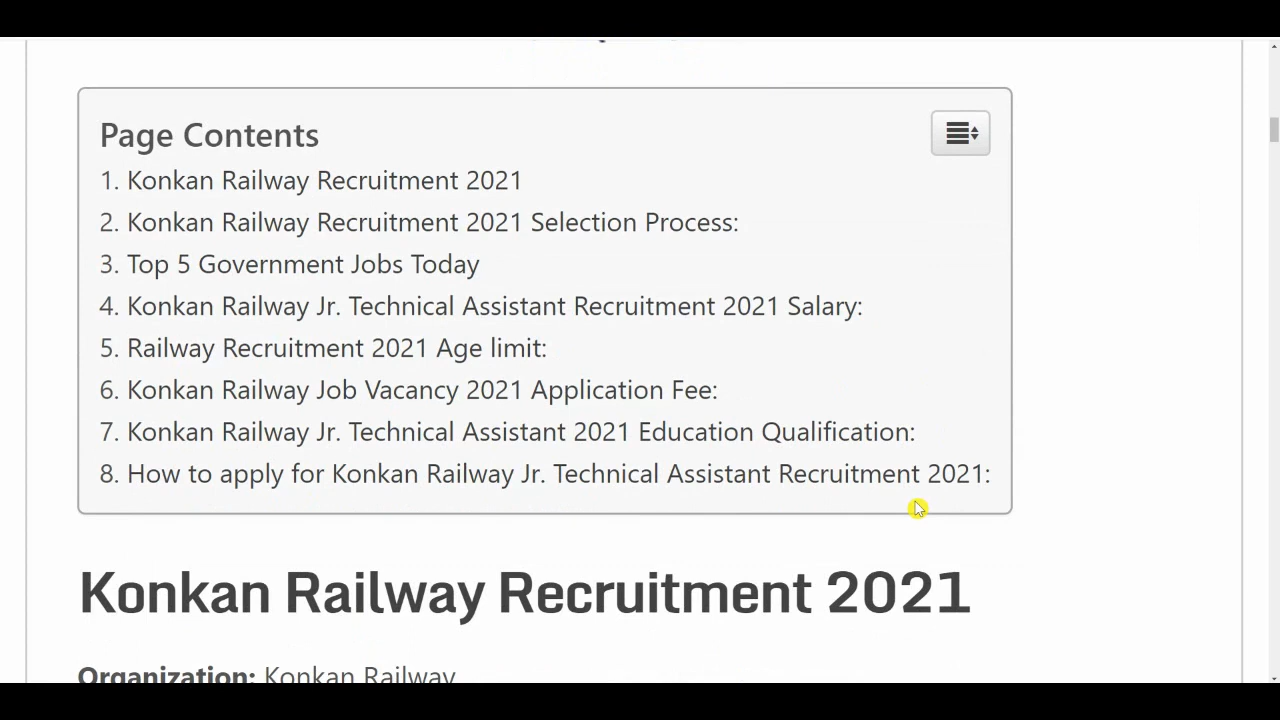 Page Contents
1. Konkan Railway Recruitment 2021
2. Konkan Railway Recruitment 2021 Selection Process:
3. Top 5 Government Jobs Today
4. Konkan Railway Jr. Technical Assistant Recruitment 2021 Salary:
5. Railway Recruitment 2021 Age limit:
6. Konkan Railway Job Vacancy 2021 Application Fee:
7. Konkan Railway Jr. Technical Assistant 2021 Education Qualification:
8. How to apply for Konkan Railway Jr. Technical Assistant Recruitment 2021:
Konkan Railway Recruitment 2021
Organization: Konkan Railway